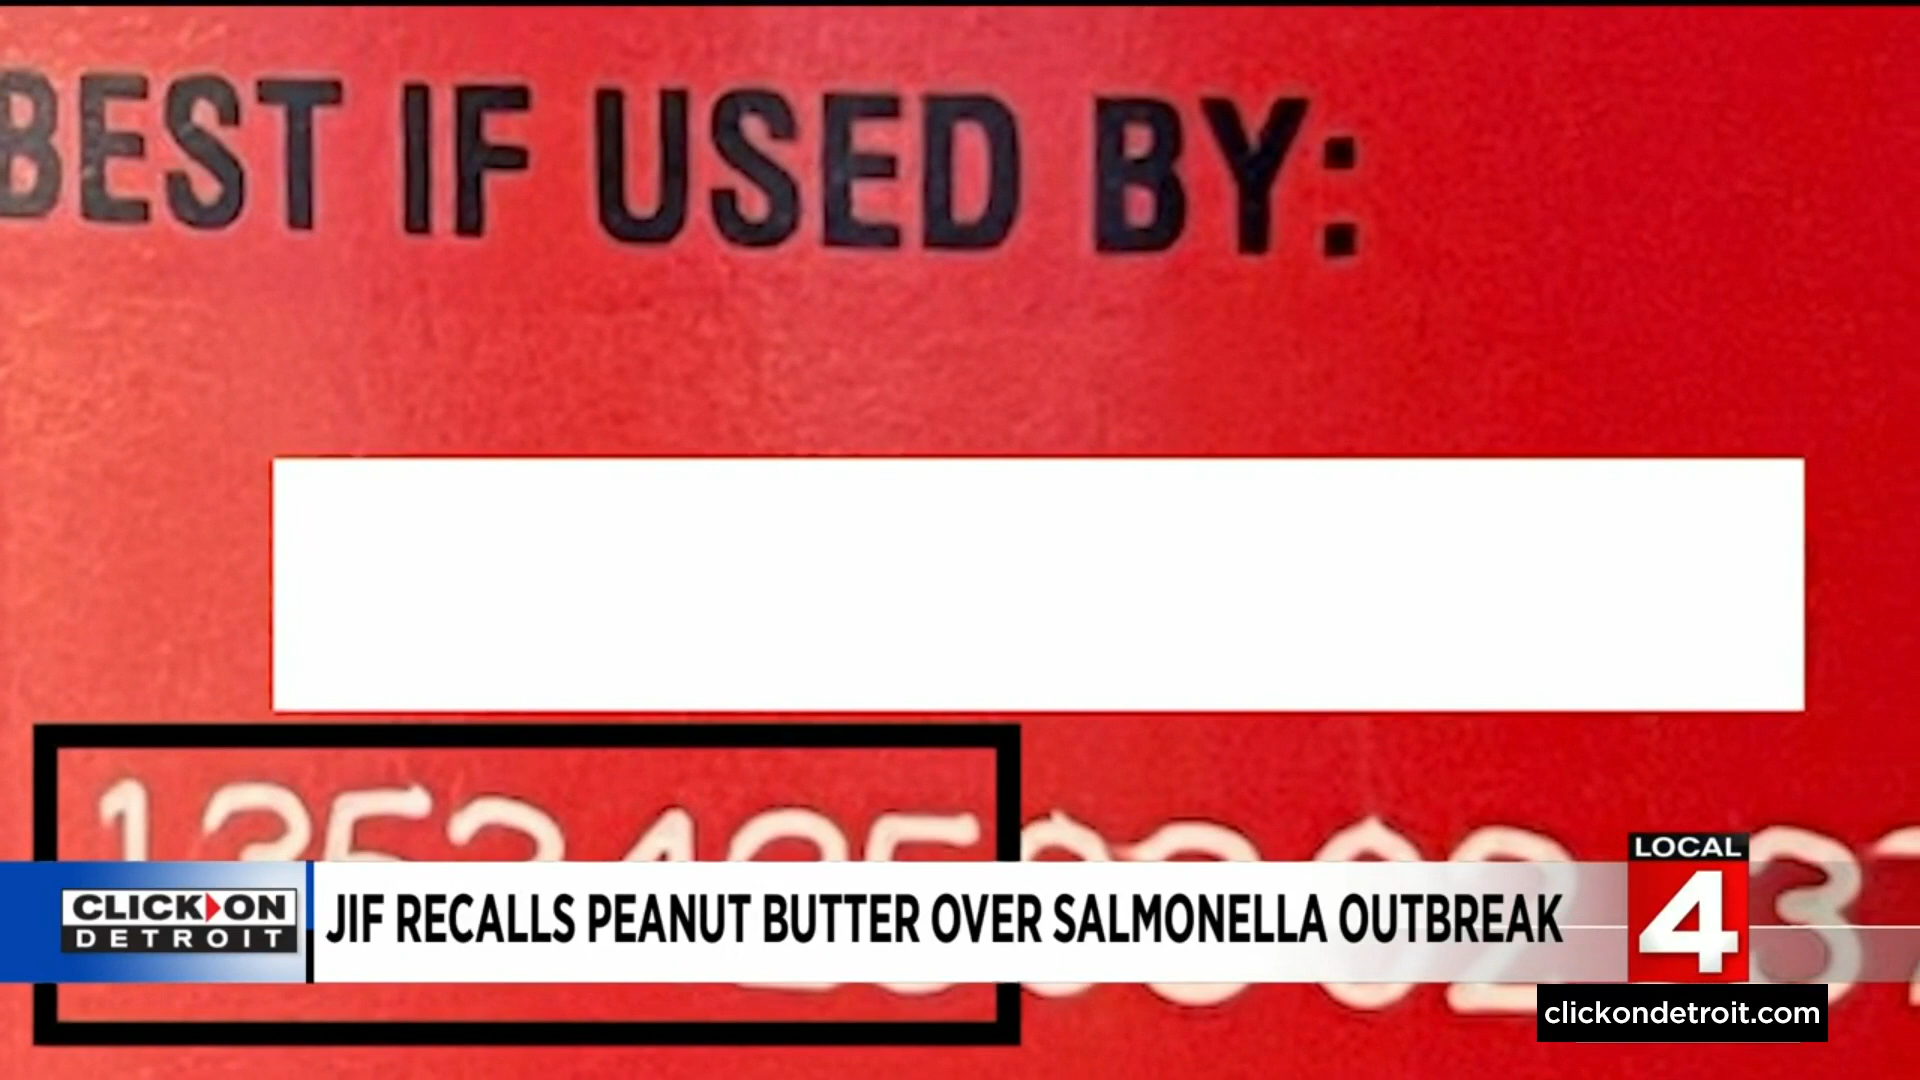 BEST IF USED BY:
LOCAL
4
CLICK ON
DETROIT
JIF RECALLS PEANUT BUTTER OVER SALMONELLA OUTBREAK
clickondetroit.com